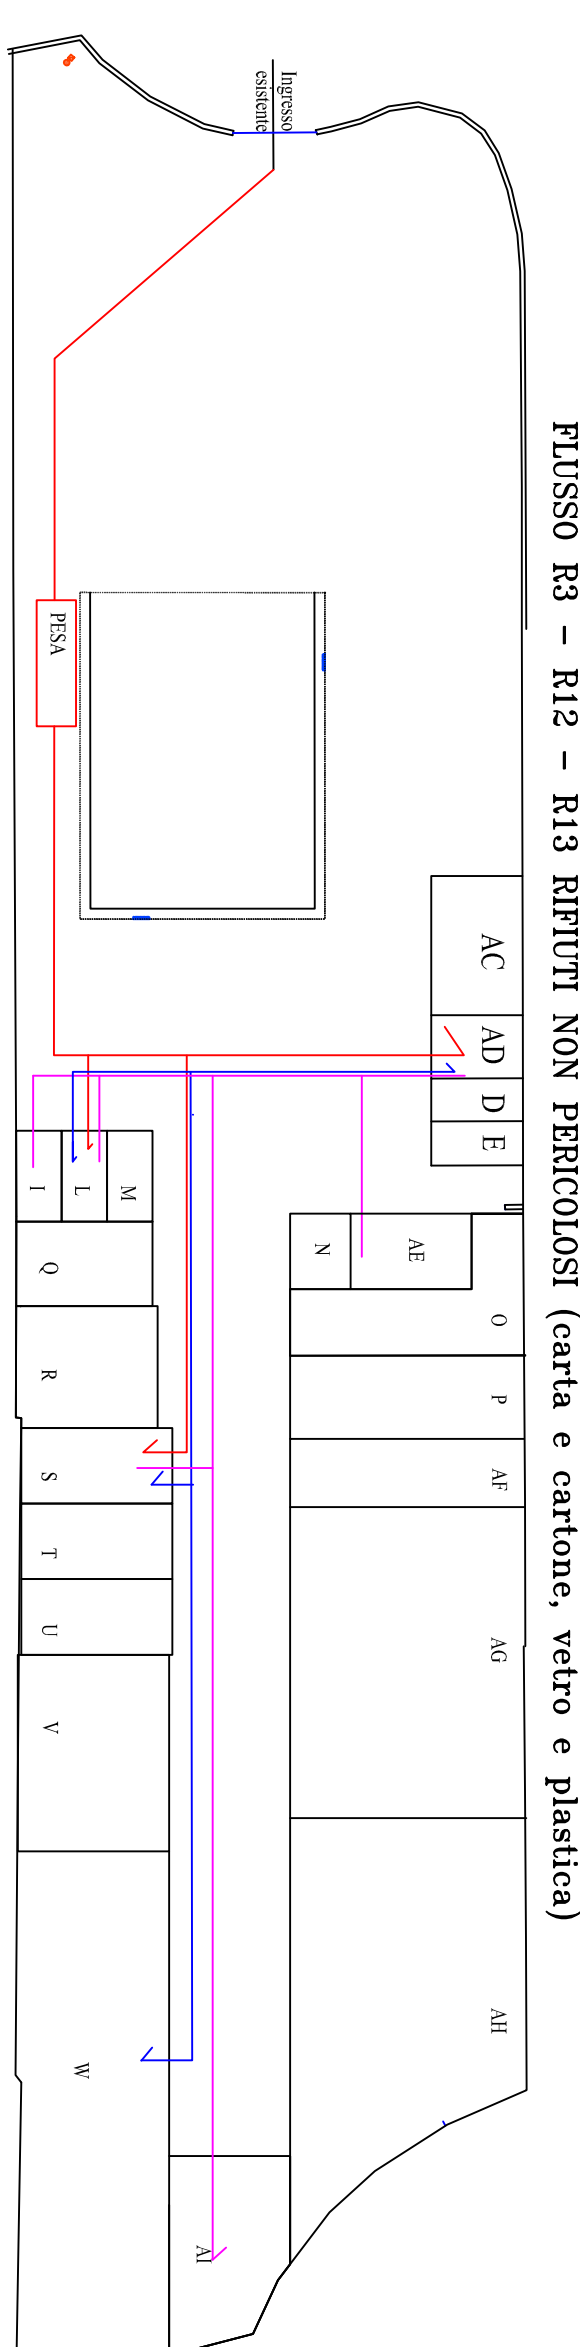 FLUSSO R3 - R12 - R13 RIFIUTI NON PERICOLOSI (carta e cartone, vetro e plastica)
Ingresso
esistente
PESA
AC
AD
D
E
M
L
I
Q
R
S
T
U
V
W
AE
N
O
P
AF
AG
AH
AI